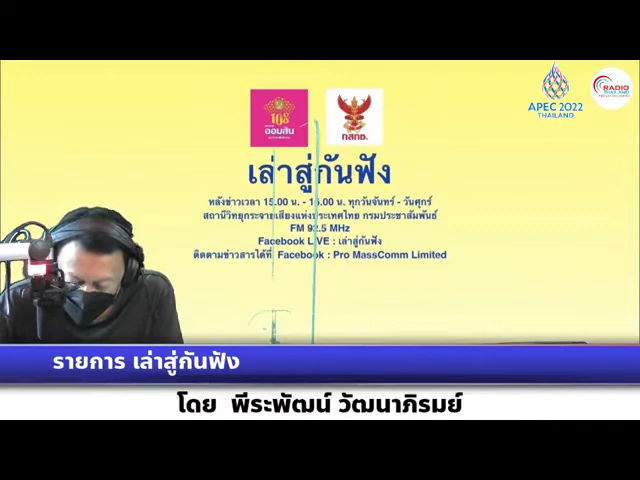 APEC 2022
THAILAND
RADIO
THAILAND
ออมสิน
กสทช.
เล่าสู่กันฟัง
หลังข่าวเวลา 15.00 น. - 16.00 น. ทุกวันจันทร์ - วันศุกร์
สถานีวิทยุกระจายเสียงแห่งประเทศไทย กรมประชาสัมพันธ์
FM 92.5 MHz
Facebook LIVE : เล่าสู่กันฟัง
ติดตามข่าวสารได้ที่ Facebook : Pro MassComm Limited
รายการ เล่าสู่กันฟัง
โดย พีระพัฒน์ วัฒนาภิรมย์